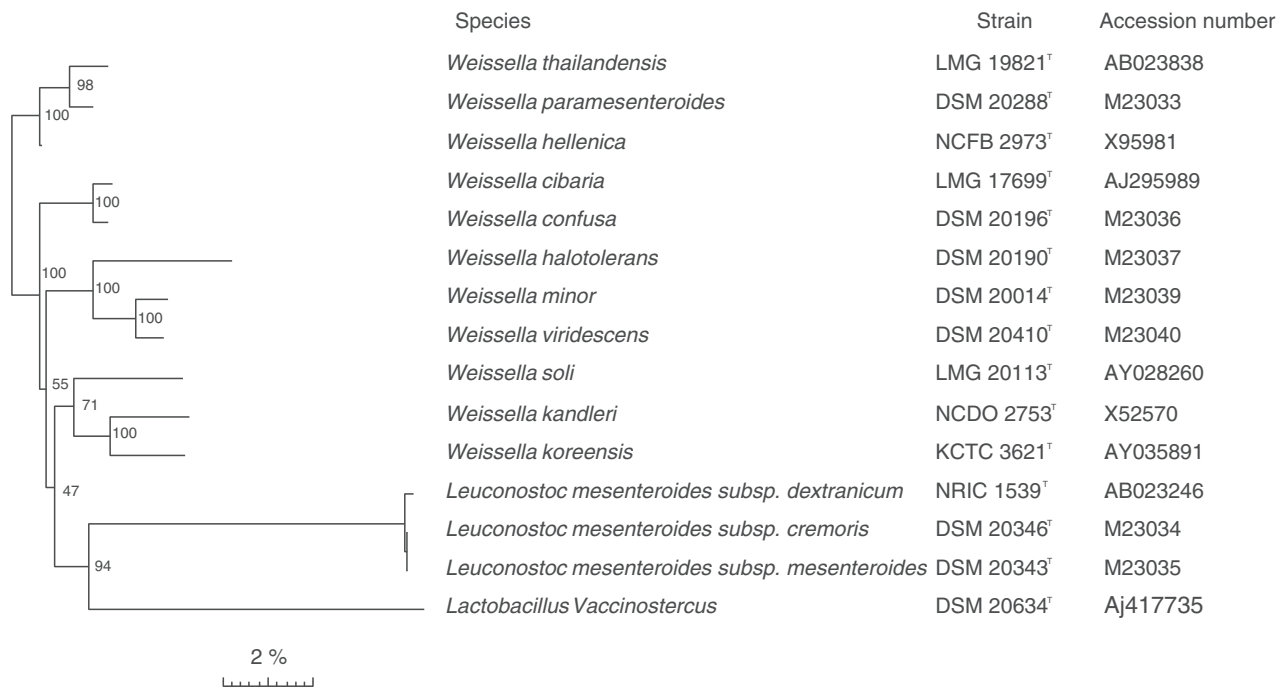 Species Strain Accession number
Weissella thailandensis LMG 19821ᵀ AB023838
98
Weissella paramesenteroides DSM 20288ᵀ M23033
100
Weissella hellenica NCFB 2973ᵀ X95981
Weissella cibaria LMG 17699ᵀ AJ295989
100
Weissella confusa DSM 20196ᵀ M23036
Weissella halotolerans DSM 20190ᵀ M23037
100
100
Weissella minor DSM 20014ᵀ M23039
100
Weissella viridescens DSM 20410ᵀ M23040
Weissella soli LMG 20113ᵀ AY028260
55
71
Weissella kandleri NCDO 2753ᵀ X52570
100
Weissella koreensis KCTC 3621ᵀ AY035891
47
Leuconostoc mesenteroides subsp. dextranicum NRIC 1539ᵀ AB023246
Leuconostoc mesenteroides subsp. cremoris DSM 20346ᵀ M23034
94
Leuconostoc mesenteroides subsp. mesenteroides DSM 20343ᵀ M23035
Lactobacillus Vaccinostercus DSM 20634ᵀ Aj417735
2 %